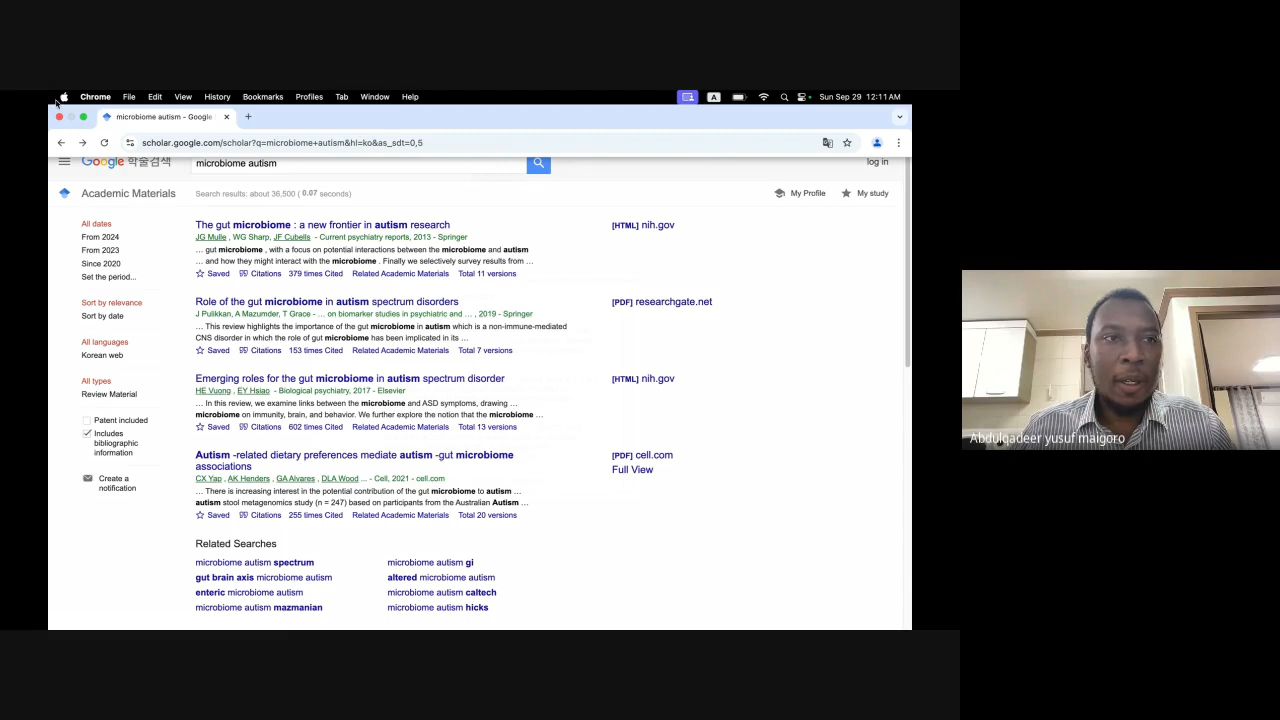 Chrome File Edit View History Bookmarks Profiles Tab Window Help A Sun Sep 29 12:11 AM
microbiome autism - Google
scholar.google.com/scholar?q=microbiome+autism&hl=ko&as_sdt=0,5
Google 학술검색 microbiome autism log in
Academic Materials Search results: about 36,500 ( 0.07 seconds) My Profile My study
All dates
From 2024
From 2023
Since 2020
Set the period...
Sort by relevance
Sort by date
All languages
Korean web
All types
Review Material
Patent included
Includes
bibliographic
information
Create a
notification
The gut microbiome : a new frontier in autism research [HTML] nih.gov
JG Mulle , WG Sharp, JF Cubells - Current psychiatry reports, 2013 - Springer
... gut microbiome , with a focus on potential interactions between the microbiome and autism
... and how they might interact with the microbiome . Finally we selectively survey results from ...
Saved Citations 379 times Cited Related Academic Materials Total 11 versions
Role of the gut microbiome in autism spectrum disorders [PDF] researchgate.net
J Pulikkan, A Mazumder, T Grace - ... on biomarker studies in psychiatric and ... , 2019 - Springer
... This review highlights the importance of the gut microbiome in autism which is a non-immune-mediated
CNS disorder in which the role of gut microbiome has been implicated in its ...
Saved Citations 153 times Cited Related Academic Materials Total 7 versions
Emerging roles for the gut microbiome in autism spectrum disorder [HTML] nih.gov
HE Vuong , EY Hsiao - Biological psychiatry, 2017 - Elsevier
... In this review, we examine links between the microbiome and ASD symptoms, drawing ...
microbiome on immunity, brain, and behavior. We further explore the notion that the microbiome ...
Saved Citations 602 times Cited Related Academic Materials Total 13 versions
Autism -related dietary preferences mediate autism -gut microbiome [PDF] cell.com
associations Full View
CX Yap , AK Henders , GA Alvares , DLA Wood ... - Cell, 2021 - cell.com
... There is increasing interest in the potential contribution of the gut microbiome to autism ...
autism stool metagenomics study (n = 247) based on participants from the Australian Autism ...
Saved Citations 255 times Cited Related Academic Materials Total 20 versions
Related Searches
microbiome autism spectrum microbiome autism gi
gut brain axis microbiome autism altered microbiome autism
enteric microbiome autism microbiome autism caltech
microbiome autism mazmanian microbiome autism hicks
Abdulqadeer yusuf maigoro